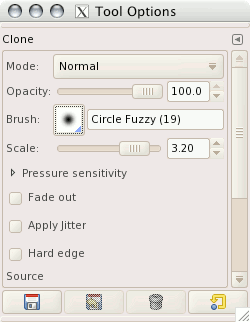 Tool Options
Clone
Mode: Normal
Opacity: 100.0
Brush: Circle Fuzzy (19)
Scale: 3.20
Pressure sensitivity
Fade out
Apply Jitter
Hard edge
Source